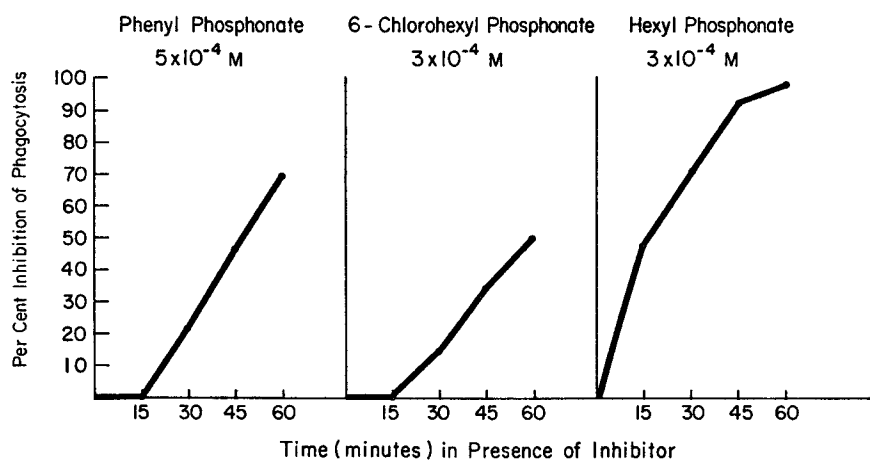 Phenyl Phosphonate
5x10⁻⁴ M
6-Chlorohexyl Phosphonate
3x10⁻⁴ M
Hexyl Phosphonate
3x10⁻⁴ M
Per Cent Inhibition of Phagocytosis
100
90
80
70
60
50
40
30
20
10
15 30 45 60
15 30 45 60
15 30 45 60
Time (minutes) in Presence of Inhibitor